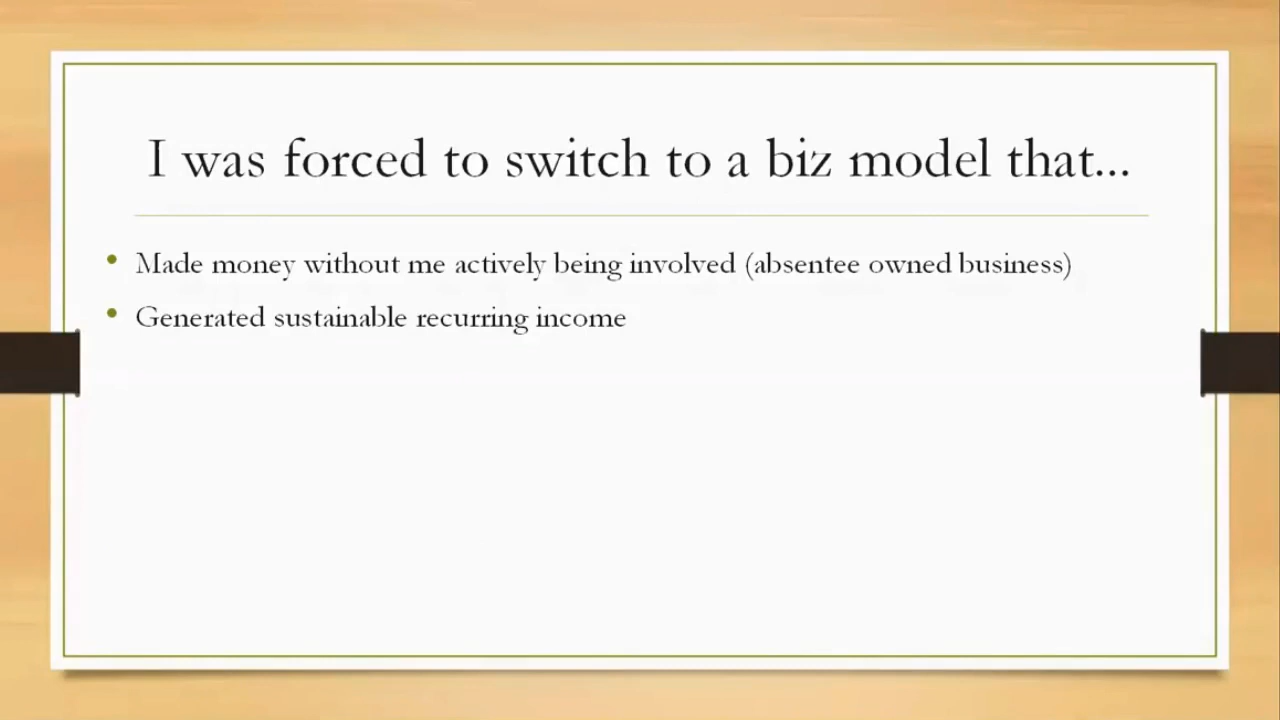 I was forced to switch to a biz model that...
Made money without me actively being involved (absentee owned business)
Generated sustainable recurring income